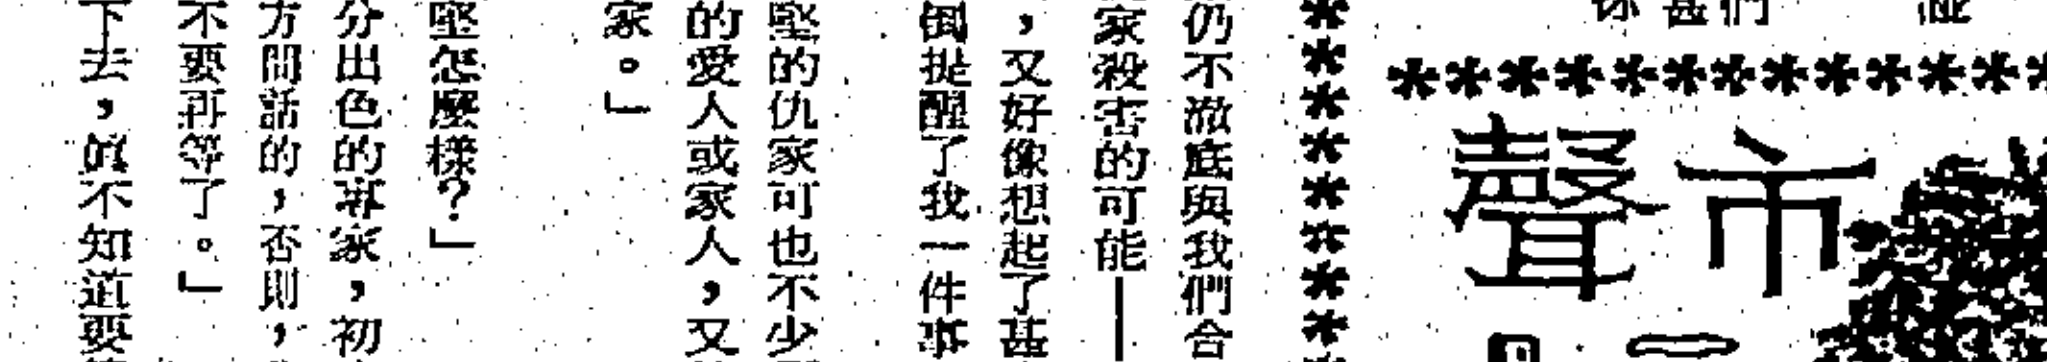 市聲
仍不澈底與我們合
家殺害的可能—
，又好像想起了甚
倒提醒了我一件事
家。」
堅的仇家可也不少
的愛人或家人，又
堅怎麼樣？」
分出色的專家，初
方間話的，否則，
不要再等了。」
下去，真不知道要